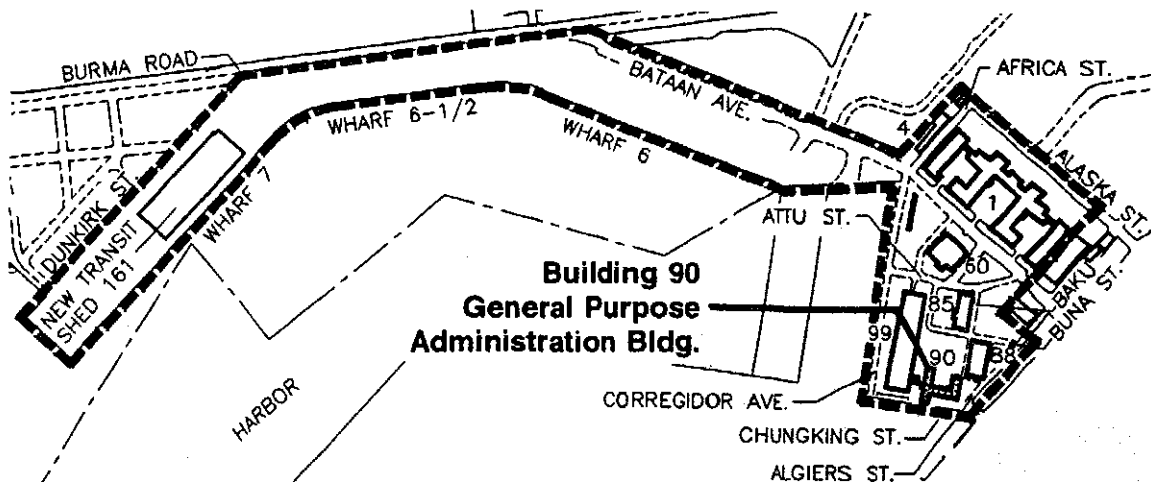 BURMA ROAD
BATAAN AVE.
AFRICA ST.
WHARF 6-1/2
WHARF 6
4
ALASKA ST.
DUNKIRK ST.
WHARF 7
1
ATTU ST.
NEW TRANSIT
SHED 161
Building 90
General Purpose
Administration Bldg.
60
BAKU
BUNA ST.
85
99
90
88
HARBOR
CORREGIDOR AVE.
CHUNGKING ST.
ALGIERS ST.